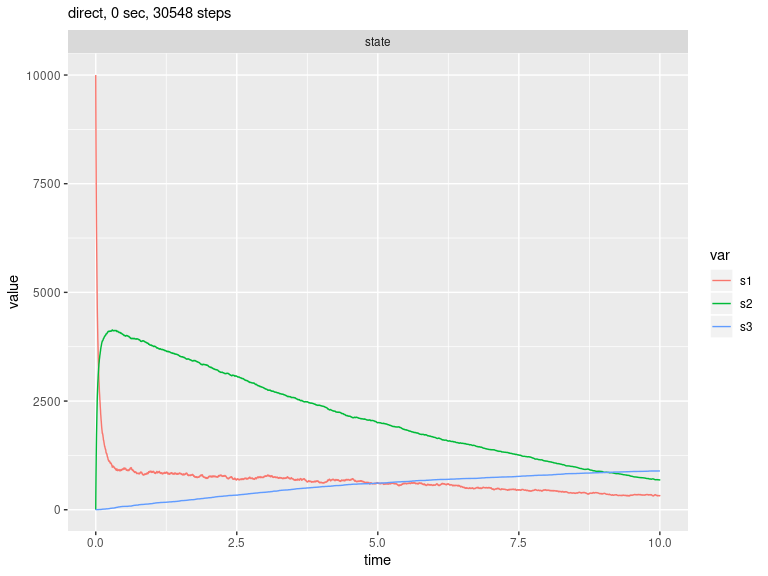 direct, 0 sec, 30548 steps
state
10000
7500
5000
2500
0
value
0.0 2.5 5.0 7.5 10.0
time
var
s1
s2
s3